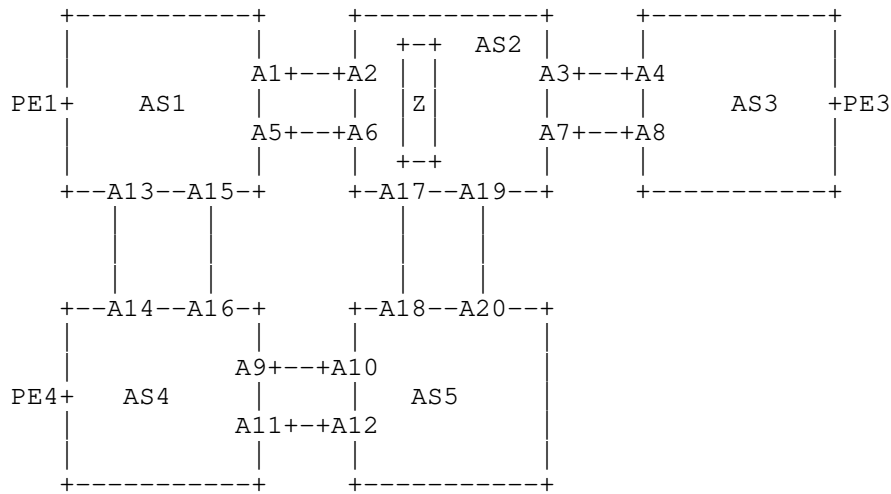 AS2
A1 A2 A3 A4
PE1 AS1 Z AS3 PE3
A5 A6 A7 A8
A13 A15 A17 A19
A14 A16 A18 A20
A9 A10
PE4 AS4 AS5
A11 A12